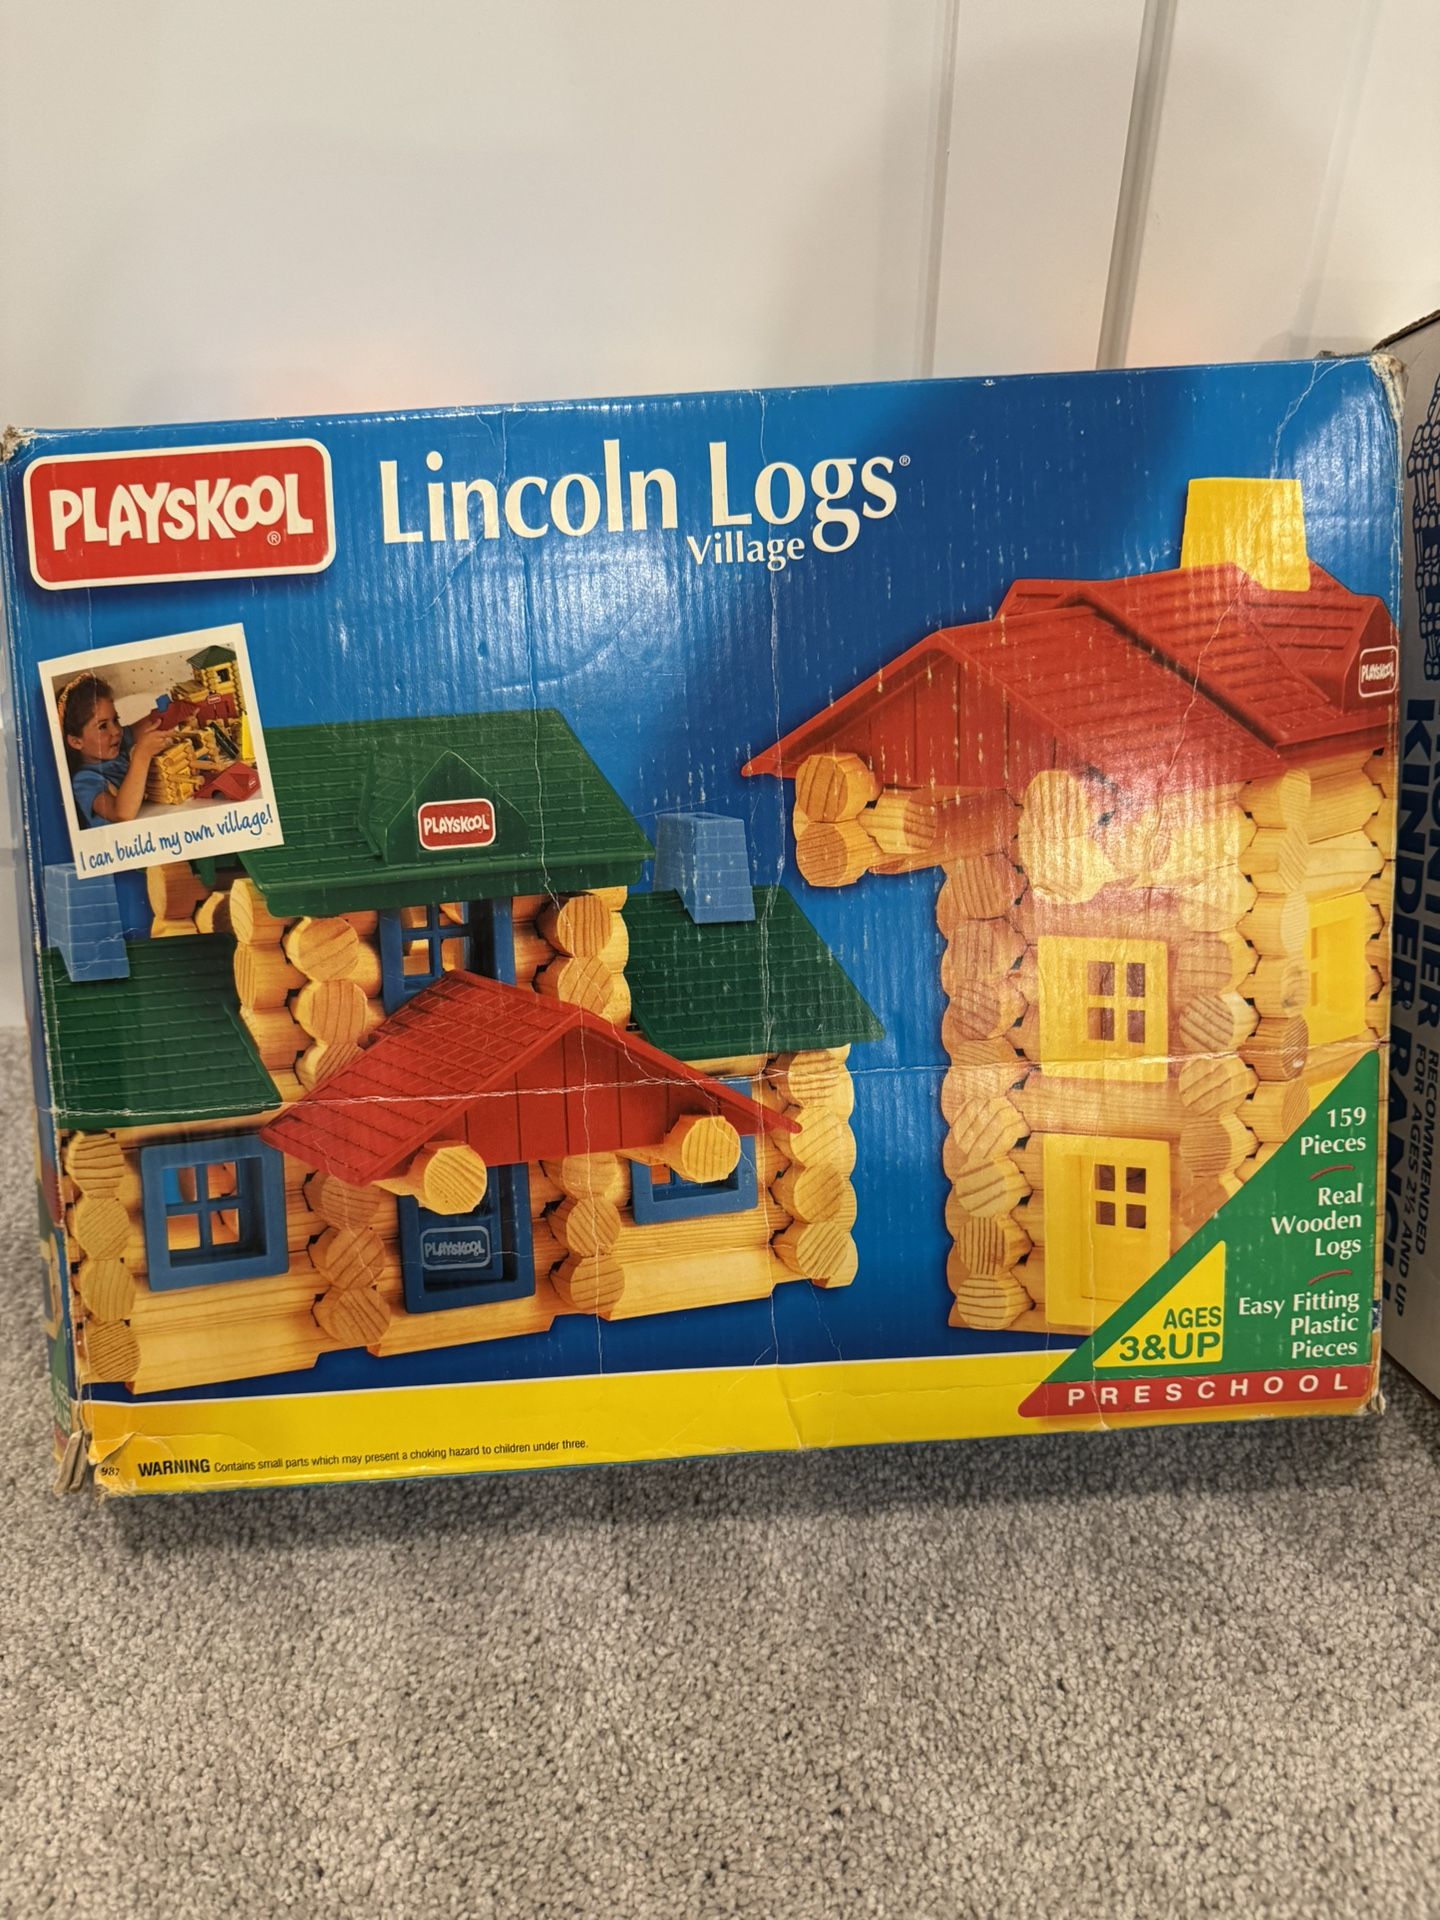 PLAYSKOOL®
Lincoln Logs®
Village
I can build my own village!
PLAYSKOOL
PLAYSKOOL
PLAYSKOOL
159
Pieces
Real
Wooden
Logs
Easy Fitting
Plastic
Pieces
AGES
3&UP
PRESCHOOL
987
WARNING Contains small parts which may present a choking hazard to children under three.
KINDER
RECOMMENDED
FOR AGES 2½ AND UP